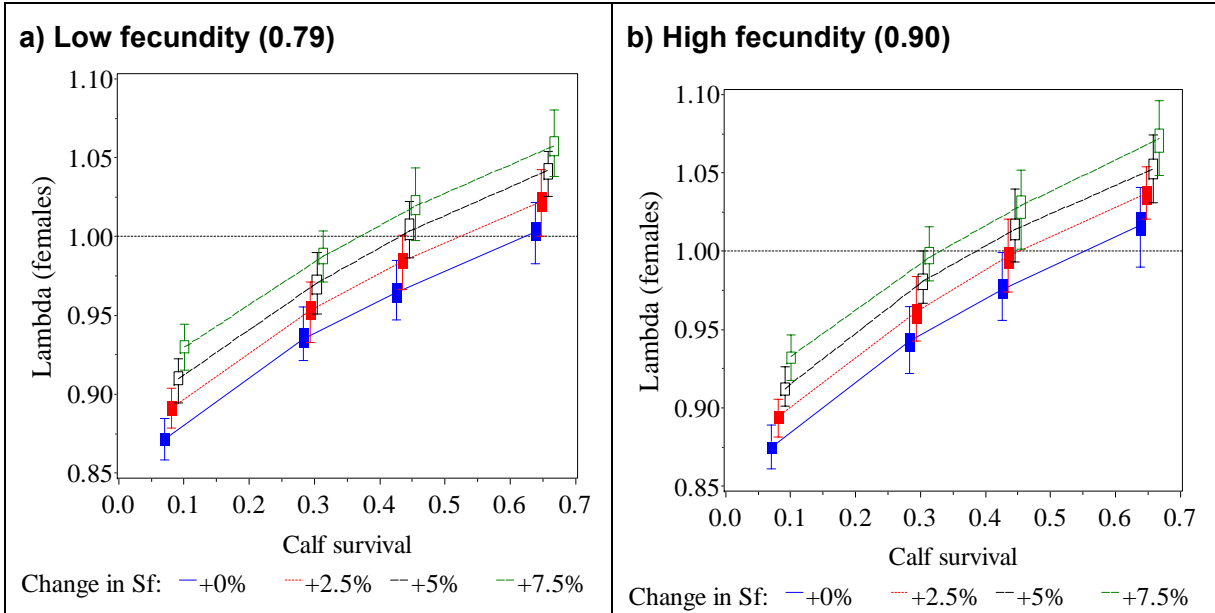 a) Low fecundity (0.79)
Lambda (females)
1.10
1.05
1.00
0.95
0.90
0.85
0.0 0.1 0.2 0.3 0.4 0.5 0.6 0.7
Calf survival
Change in Sf: +0% +2.5% +5% +7.5%
b) High fecundity (0.90)
Lambda (females)
1.10
1.05
1.00
0.95
0.90
0.85
0.0 0.1 0.2 0.3 0.4 0.5 0.6 0.7
Calf survival
Change in Sf: +0% +2.5% +5% +7.5%